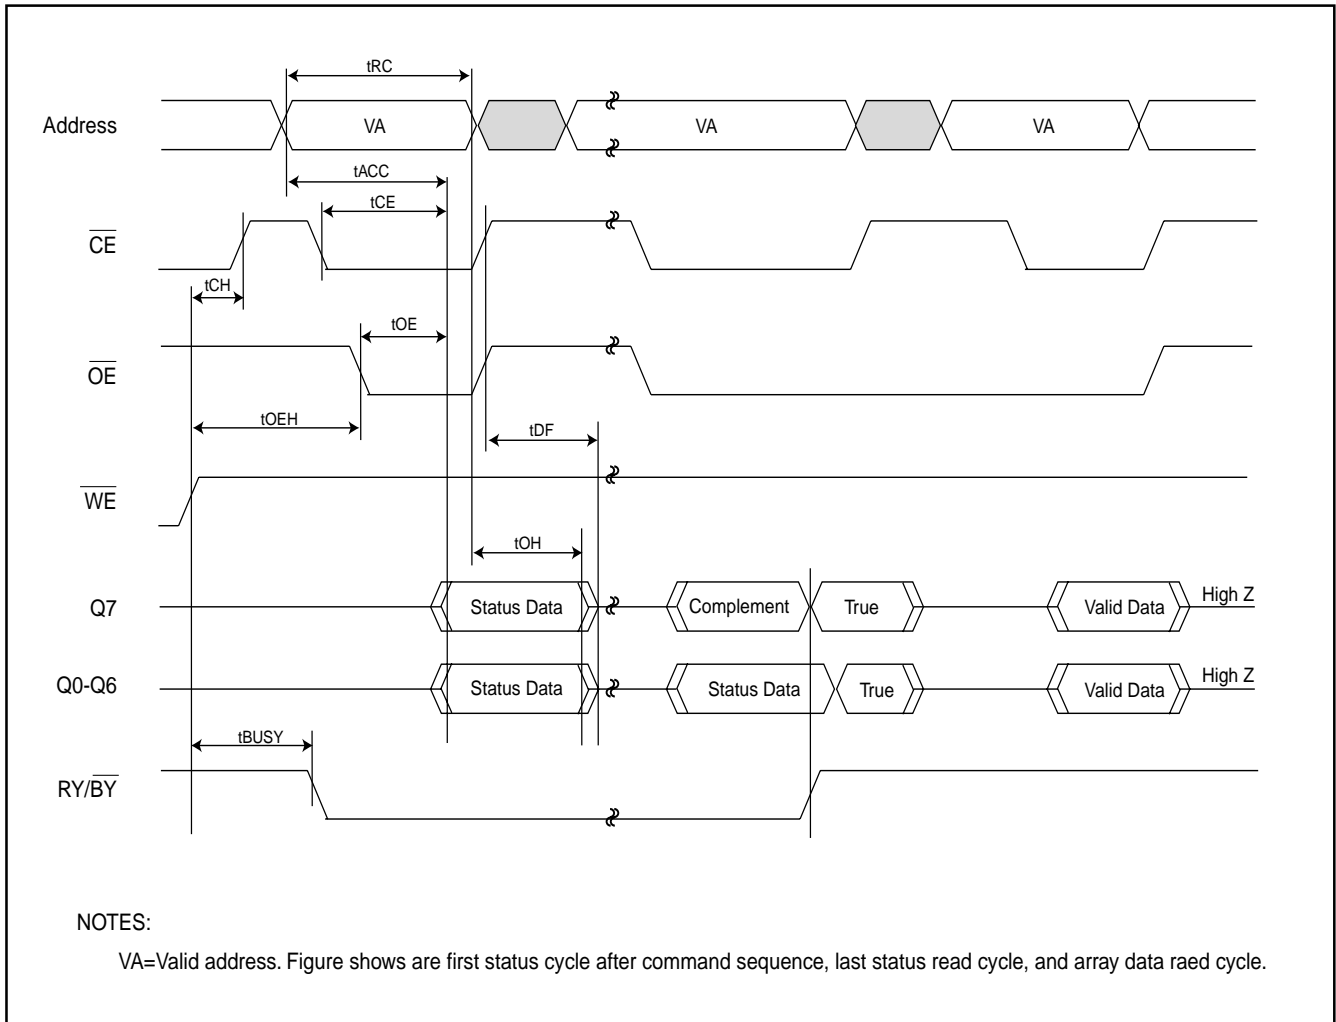 tRC
Address
VA
VA
VA
tACC
tCE
CE
tCH
tOE
OE
tOEH
tDF
WE
tOH
Q7
Status Data
Complement
True
Valid Data
High Z
Q0-Q6
Status Data
Status Data
True
Valid Data
High Z
tBUSY
RY/BY
NOTES:
VA=Valid address. Figure shows are first status cycle after command sequence, last status read cycle, and array data raed cycle.